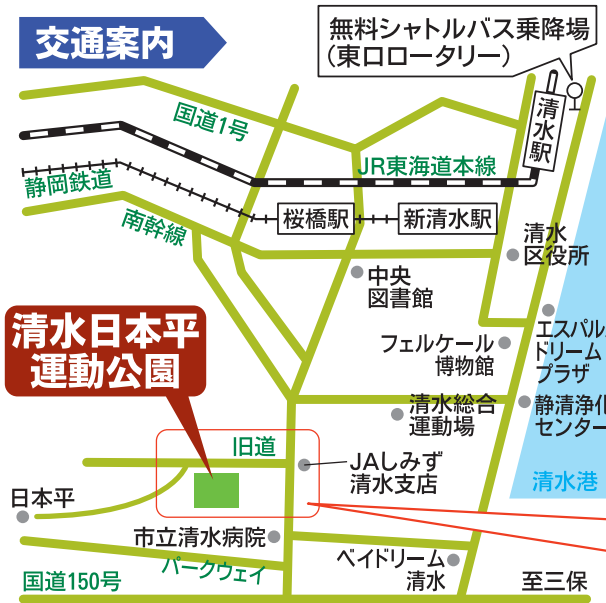 交通案内
無料シャトルバス乗降場
(東口ロータリー)
清水駅
国道1号
JR東海道本線
静岡鉄道
桜橋駅
新清水駅
南幹線
清水
区役所
中央
図書館
清水日本平
運動公園
フェルケール
博物館
エスパル
ドリーム
プラザ
清水総合
運動場
静清浄化
センター
旧道
JAしみず
清水支店
清水港
日本平
市立清水病院
パークウェイ
ベイドリーム
清水
国道150号
至三保